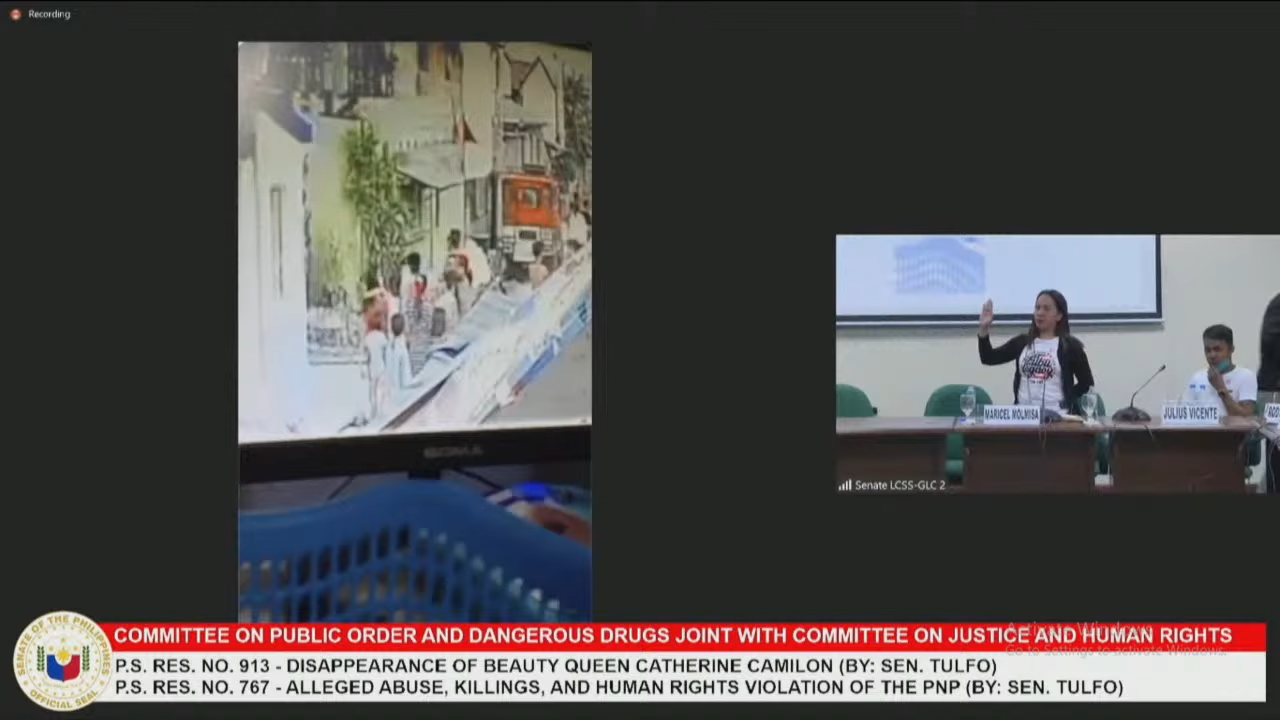 Recording
MARICEL MOLMISA
JULIUS VICENTE
Senate LCSS-GLC 2
SENATE OF THE PHILIPPINES
OFFICIAL SEAL
COMMITTEE ON PUBLIC ORDER AND DANGEROUS DRUGS JOINT WITH COMMITTEE ON JUSTICE AND HUMAN RIGHTS
Activate Windows
Go to Settings to activate Windows.
P.S. RES. NO. 913 - DISAPPEARANCE OF BEAUTY QUEEN CATHERINE CAMILON (BY: SEN. TULFO)
P.S. RES. NO. 767 - ALLEGED ABUSE, KILLINGS, AND HUMAN RIGHTS VIOLATION OF THE PNP (BY: SEN. TULFO)